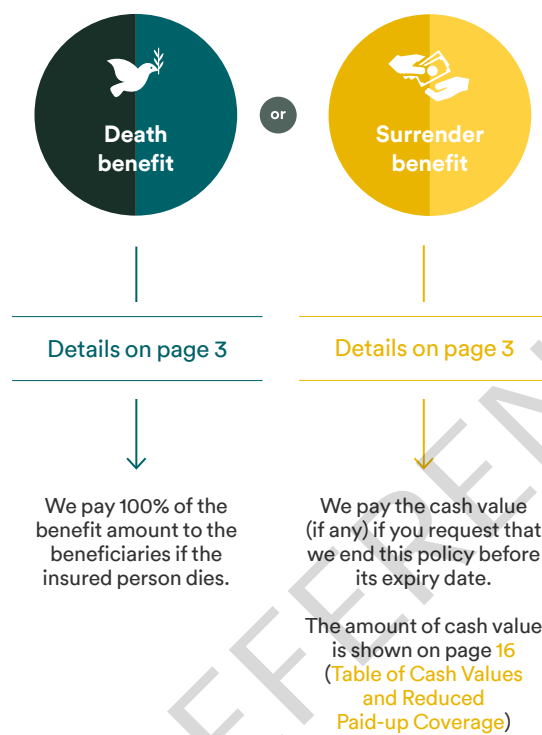 Death
benefit
or
Surrender
benefit
Details on page 3
Details on page 3
We pay 100% of the
benefit amount to the
beneficiaries if the
insured person dies.
We pay the cash value
(if any) if you request that
we end this policy before
its expiry date.
The amount of cash value
is shown on page 16
(Table of Cash Values
and Reduced
Paid-up Coverage)